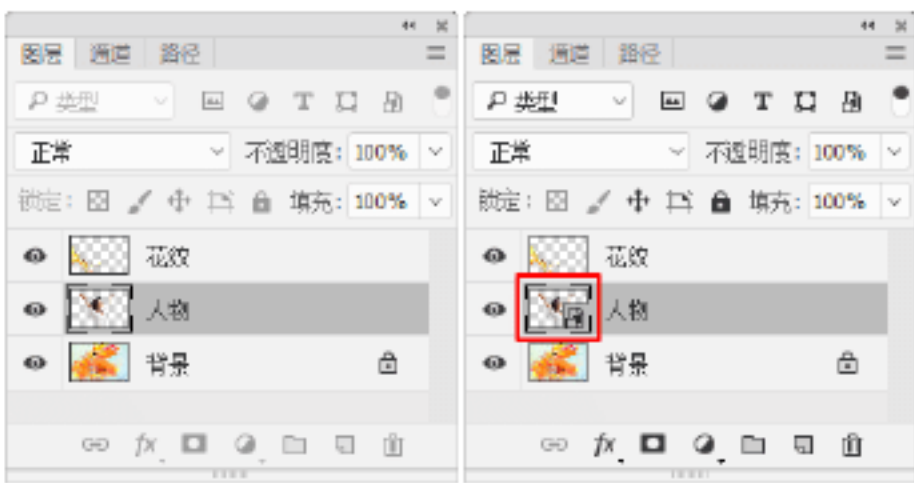 图层 通道 路径
类型
正常 不透明度: 100%
锁定: 填充: 100%
花纹
人物
背景
fx
图层 通道 路径
类型
正常 不透明度: 100%
锁定: 填充: 100%
花纹
人物
背景
fx